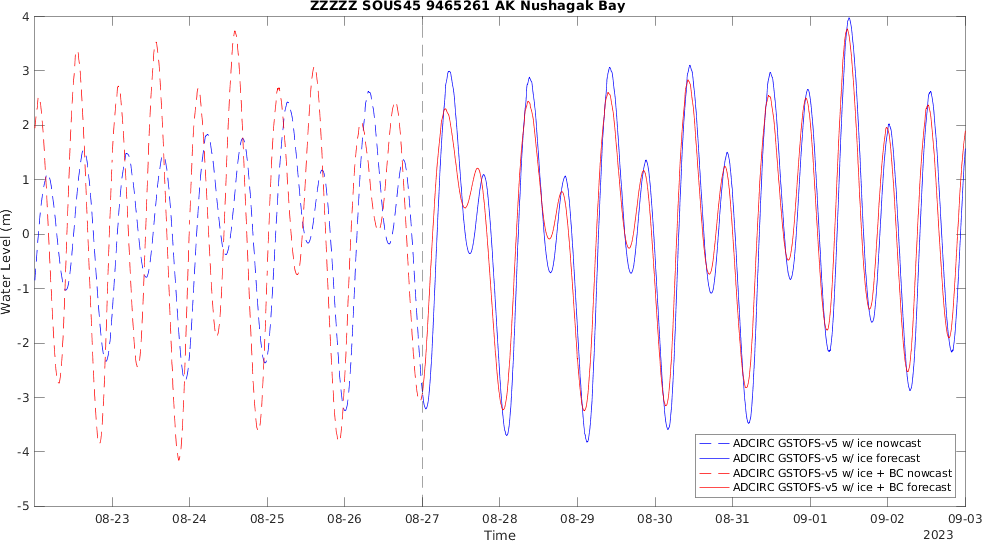 ZZZZZ SOUS45 9465261 AK Nushagak Bay
4
3
2
1
0
-1
-2
-3
-4
-5
Water Level (m)
ADCIRC GSTOFS-v5 w/ ice nowcast
ADCIRC GSTOFS-v5 w/ ice forecast
ADCIRC GSTOFS-v5 w/ ice + BC nowcast
ADCIRC GSTOFS-v5 w/ ice + BC forecast
08-23 08-24 08-25 08-26 08-27 08-28 08-29 08-30 08-31 09-01 09-02 09-03
Time
2023